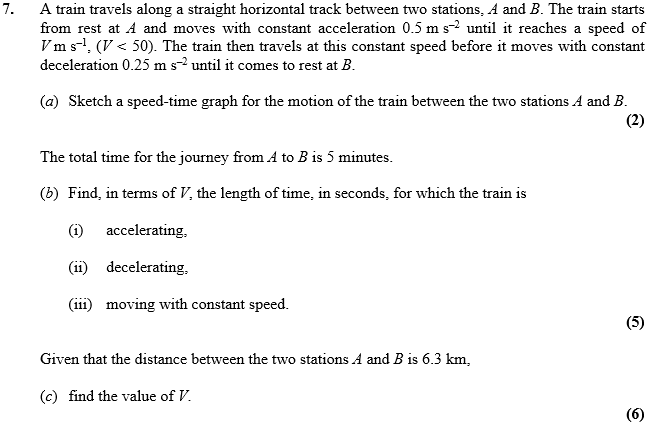 7. A train travels along a straight horizontal track between two stations, A and B. The train starts
from rest at A and moves with constant acceleration 0.5 m s⁻² until it reaches a speed of
V m s⁻¹, (V < 50). The train then travels at this constant speed before it moves with constant
deceleration 0.25 m s⁻² until it comes to rest at B.
(a) Sketch a speed-time graph for the motion of the train between the two stations A and B.
(2)
The total time for the journey from A to B is 5 minutes.
(b) Find, in terms of V, the length of time, in seconds, for which the train is
(i) accelerating,
(ii) decelerating,
(iii) moving with constant speed.
(5)
Given that the distance between the two stations A and B is 6.3 km,
(c) find the value of V.
(6)